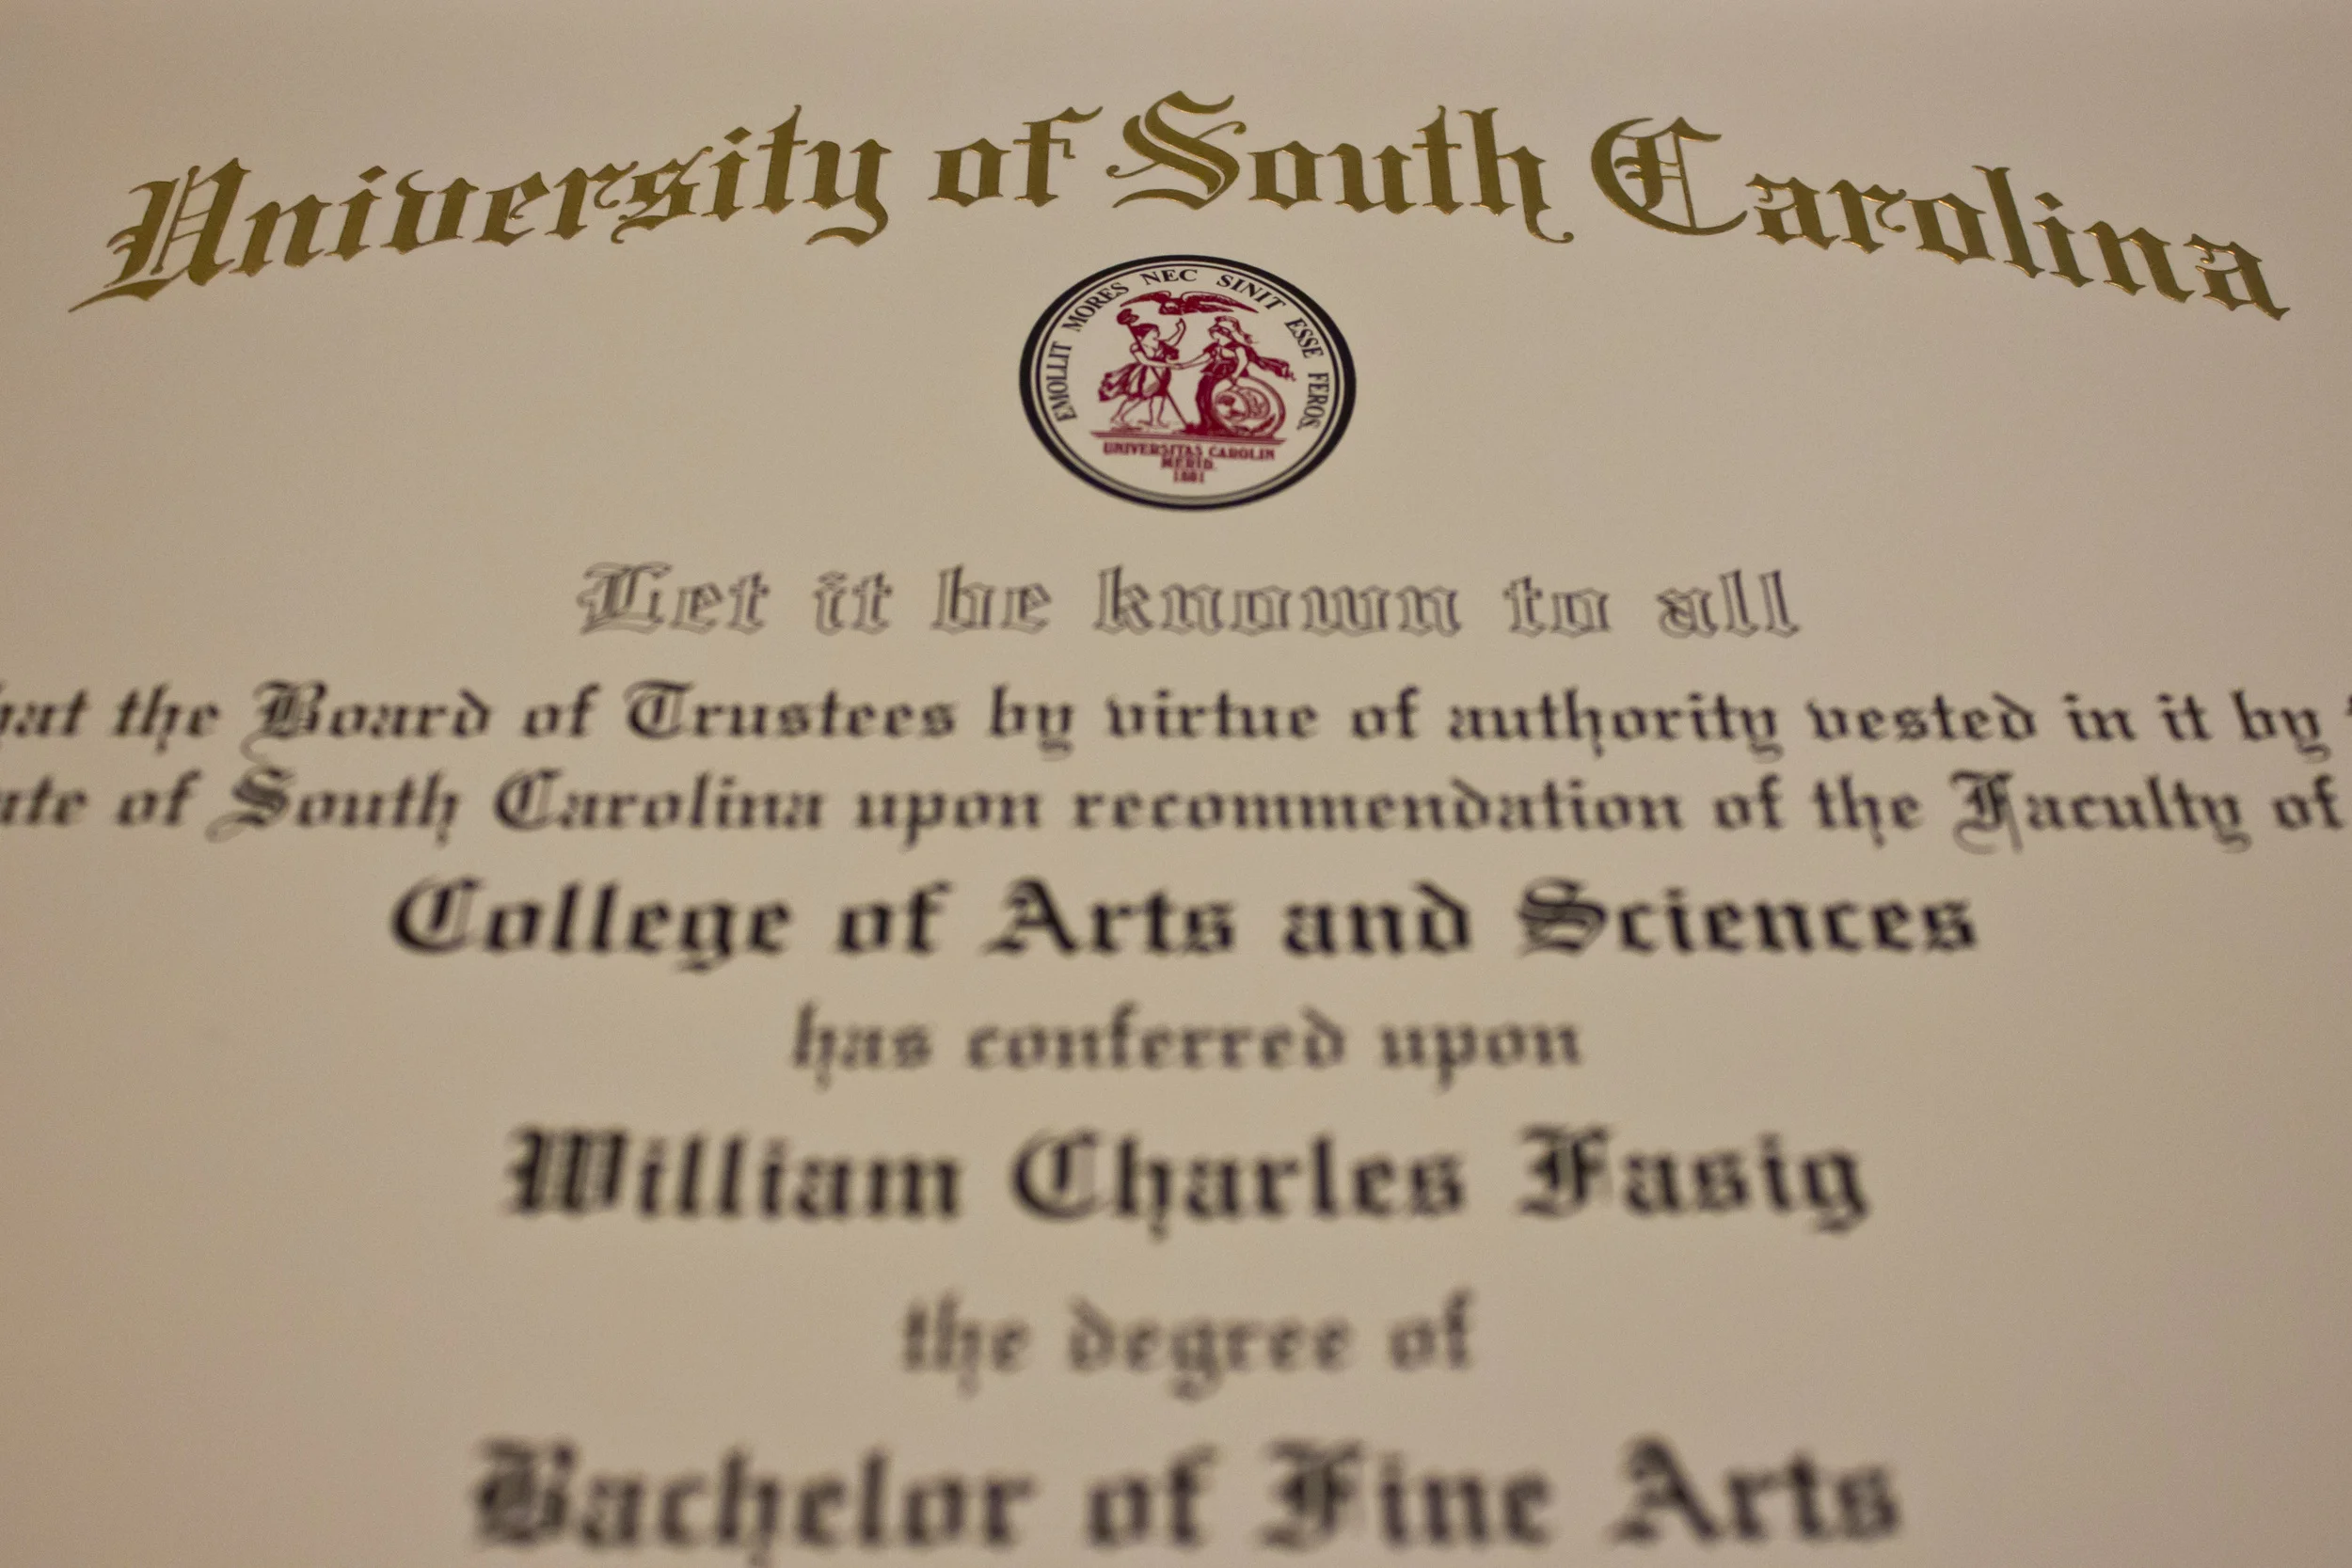 University of South Carolina
EMOLLIT MORES NEC SINIT ESSE FEROS
UNIVERSITAS CAROLIN
MERID.
1801
Let it be known to all
hat the Board of Trustees by virtue of authority vested in it by
ate of South Carolina upon recommendation of the Faculty of
College of Arts and Sciences
has conferred upon
William Charles Fasig
the degree of
Bachelor of Fine Arts